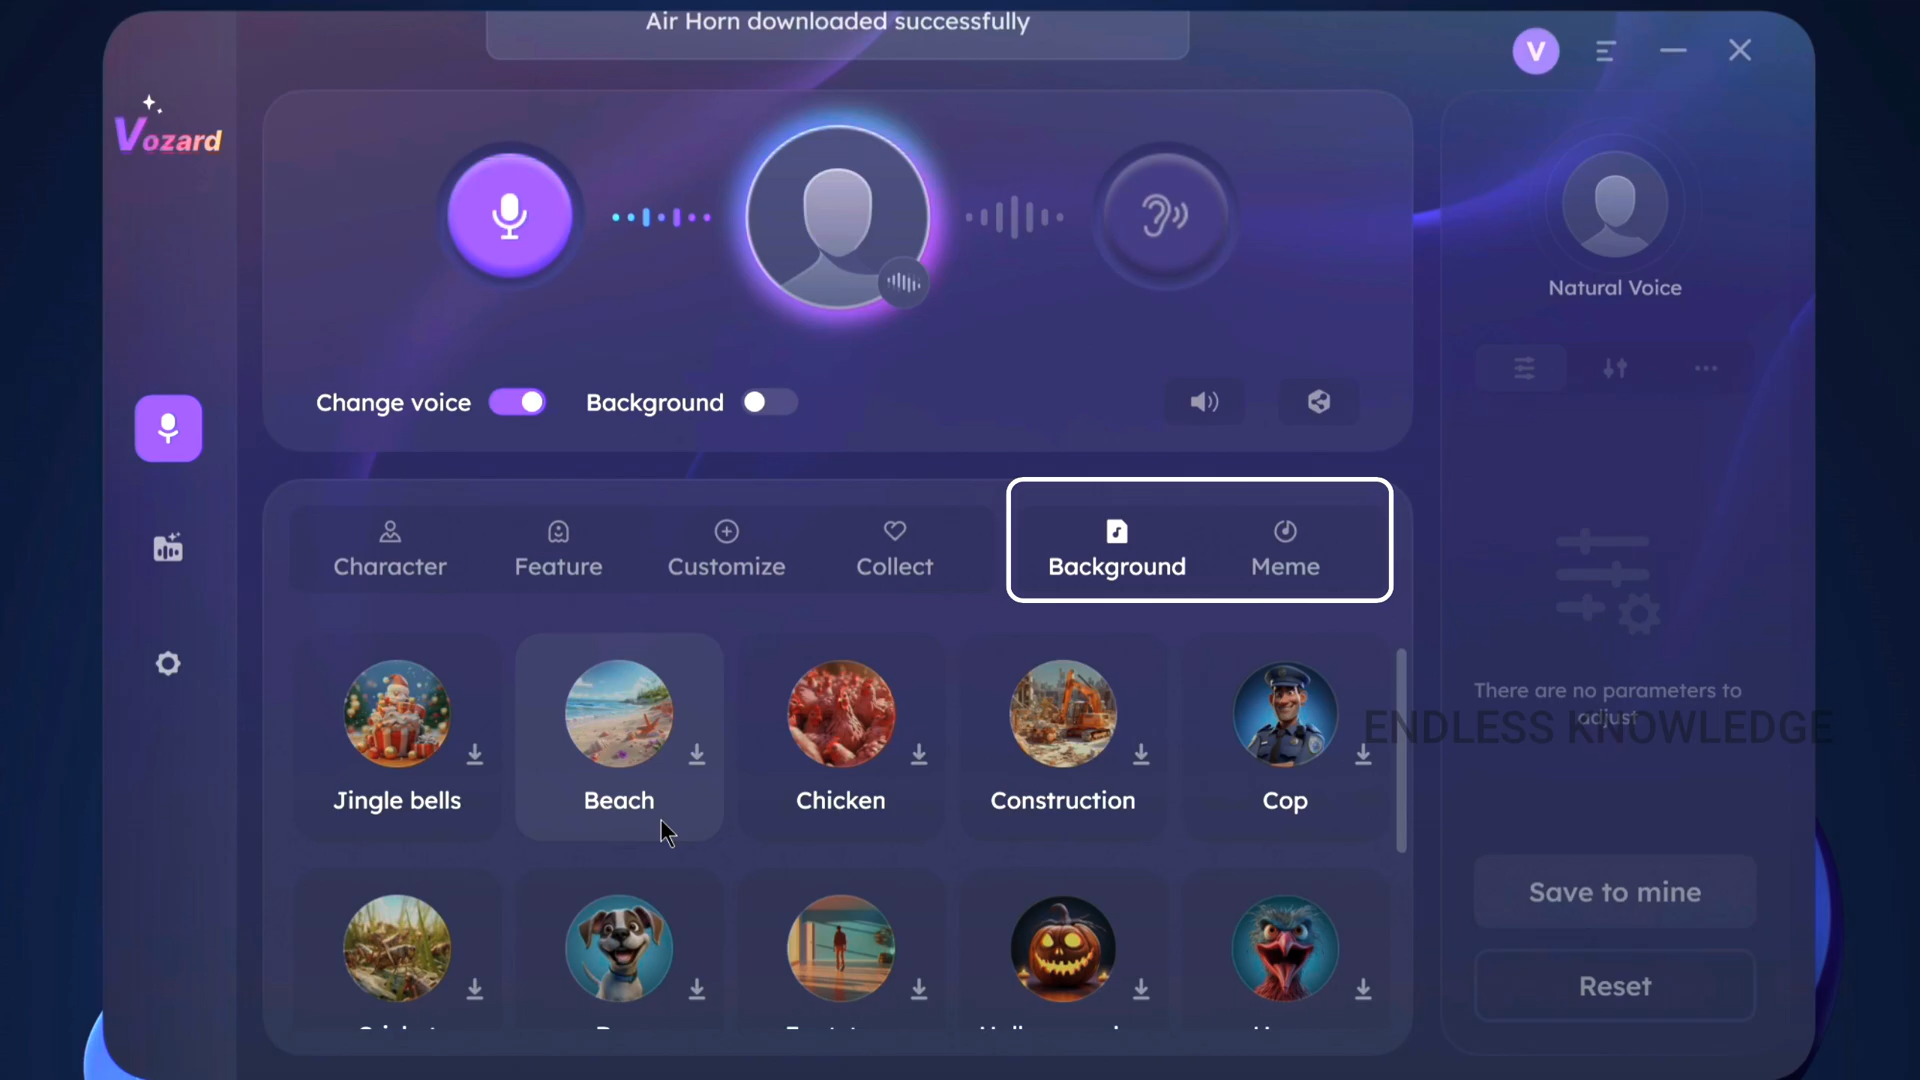 Air Horn downloaded successfully
V
Vozard
Natural Voice
Change voice
Background
Character
Feature
Customize
Collect
Background
Meme
There are no parameters to
adjust
ENDLESS KNOWLEDGE
Jingle bells
Beach
Chicken
Construction
Cop
Save to mine
Reset